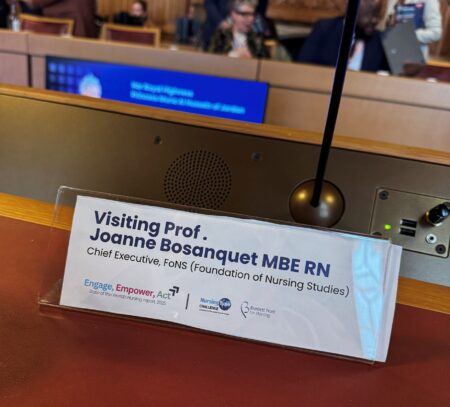 Her Royal Highness
Princess Muna al Hussein of Jordan
Visiting Prof .
Joanne Bosanquet MBE RN
Chief Executive, FoNS (Foundation of Nursing Studies)
Engage, Empower, Act
Nursing Now
CHALLENGE
Burdett Trust
for Nursing